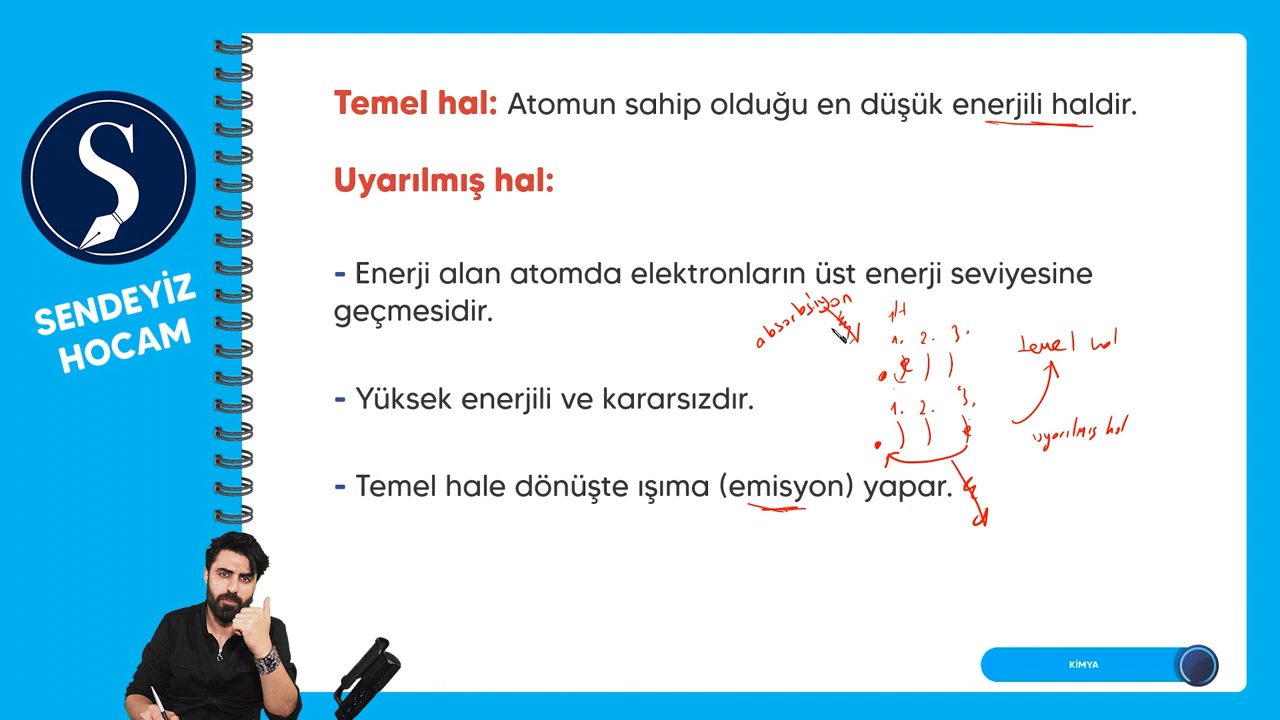 S
SENDEYİZ
HOCAM
Temel hal: Atomun sahip olduğu en düşük enerjili haldir.
Uyarılmış hal:
- Enerji alan atomda elektronların üst enerji seviyesine
geçmesidir.
absorbsiyon
H
1. 2. 3.
temel hal
- Yüksek enerjili ve kararsızdır.
1. 2. 3.
uyarılmış hal
- Temel hale dönüşte ışıma (emisyon) yapar.
KİMYA